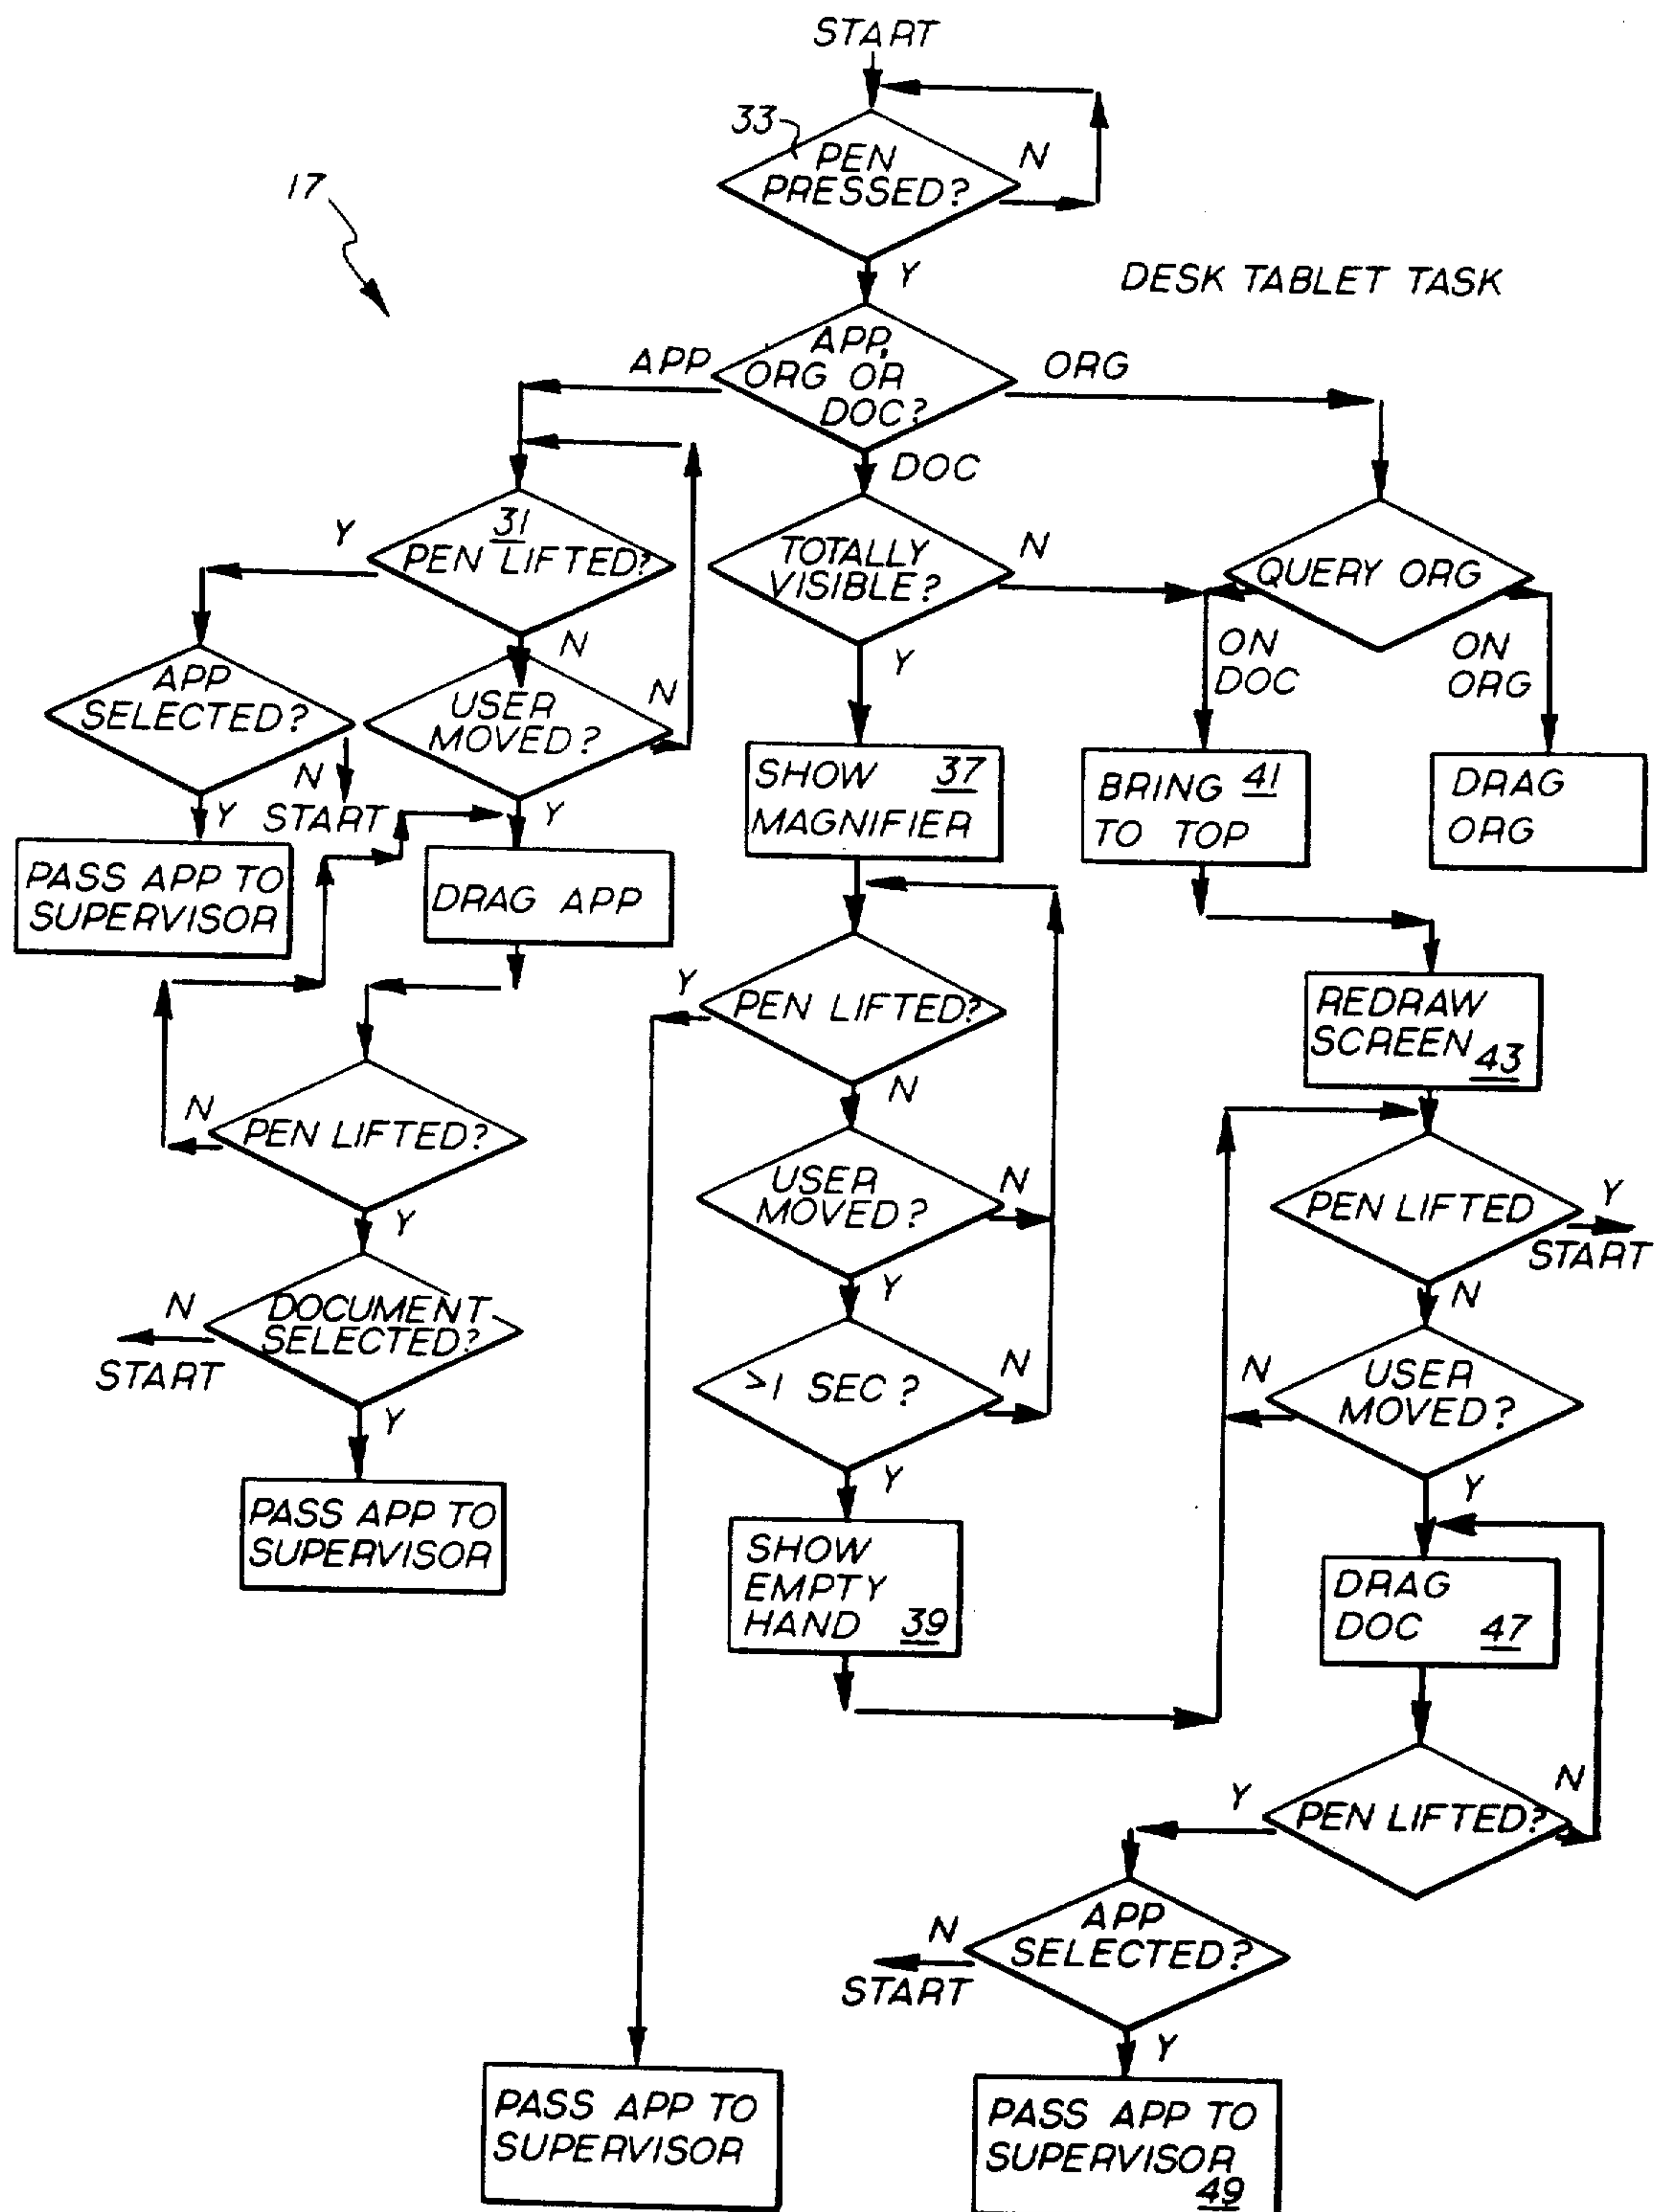 START
33
PEN
PRESSED?
N
17
Y
DESK TABLET TASK
APP
APP,
ORG OR
DOC?
ORG
DOC
Y
31
PEN LIFTED?
TOTALLY
VISIBLE?
N
QUERY ORG
N
Y
ON
DOC
ON
ORG
APP
SELECTED?
USER
MOVED?
N
N
START
Y
Y
SHOW 37
MAGNIFIER
BRING 41
TO TOP
DRAG
ORG
PASS APP TO
SUPERVISOR
DRAG APP
Y
PEN LIFTED?
REDRAW
SCREEN 43
N
N
PEN LIFTED?
Y
USER
MOVED?
N
PEN LIFTED
Y
START
Y
N
N
DOCUMENT
SELECTED?
START
>1 SEC?
N
N
USER
MOVED?
Y
Y
Y
PASS APP TO
SUPERVISOR
SHOW
EMPTY
HAND 39
DRAG
DOC 47
Y
PEN LIFTED?
N
N
START
APP
SELECTED?
Y
PASS APP TO
SUPERVISOR
PASS APP TO
SUPERVISOR
49